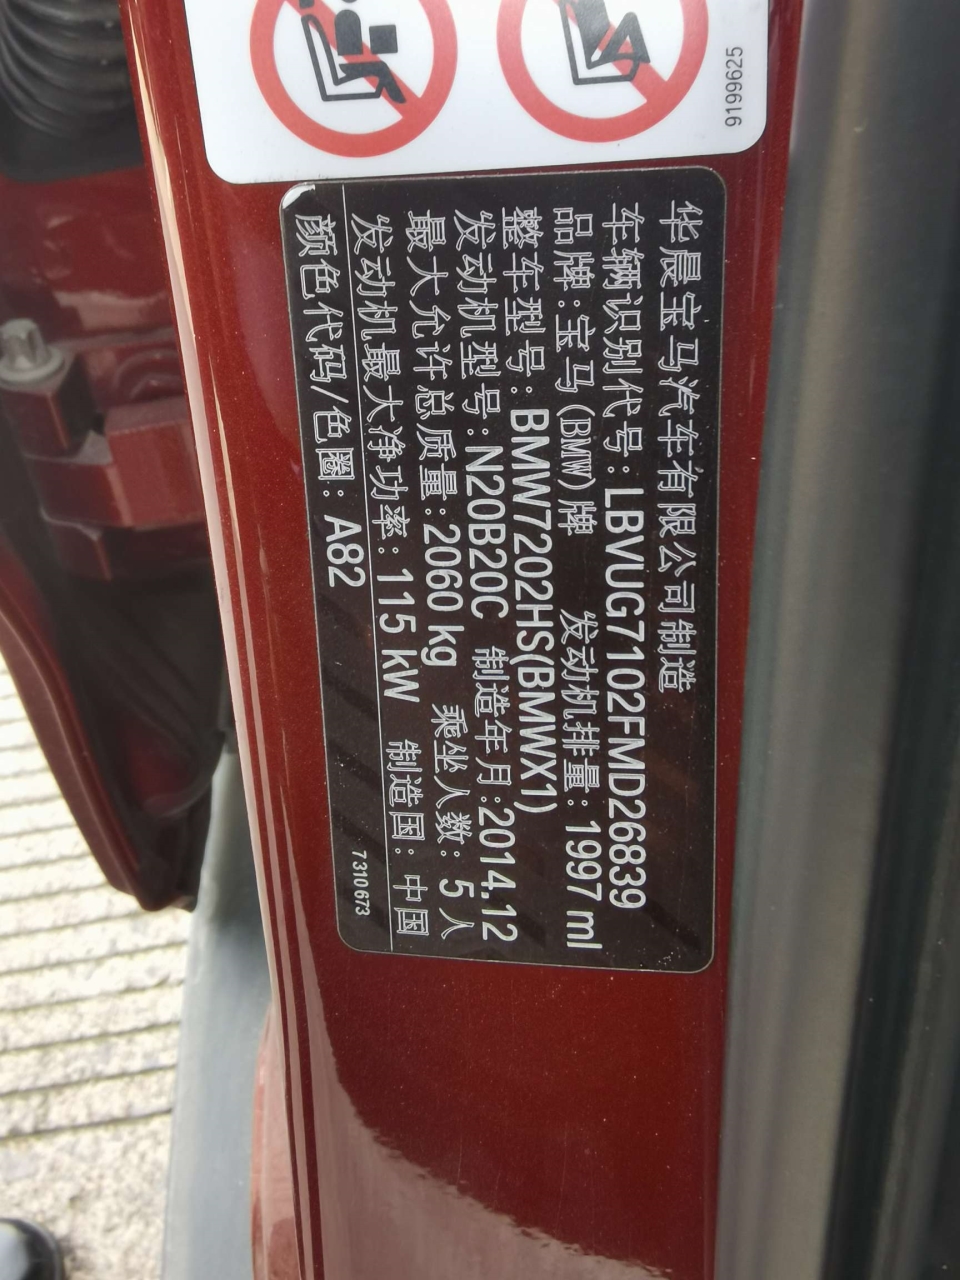 9199625
华晨宝马汽车有限公司制造
车辆识别代号:LBVUG7102FMD26839
品牌:宝马(BMW)牌 发动机排量:1997 ml
整车型号:BMW7202HS(BMWX1)
发动机型号:N20B20C 制造年月:2014.12
最大允许总质量:2060 kg 乘坐人数:5人
发动机最大净功率:115 kW 制造国:中国
颜色代码/色圈:A82 7 310 673